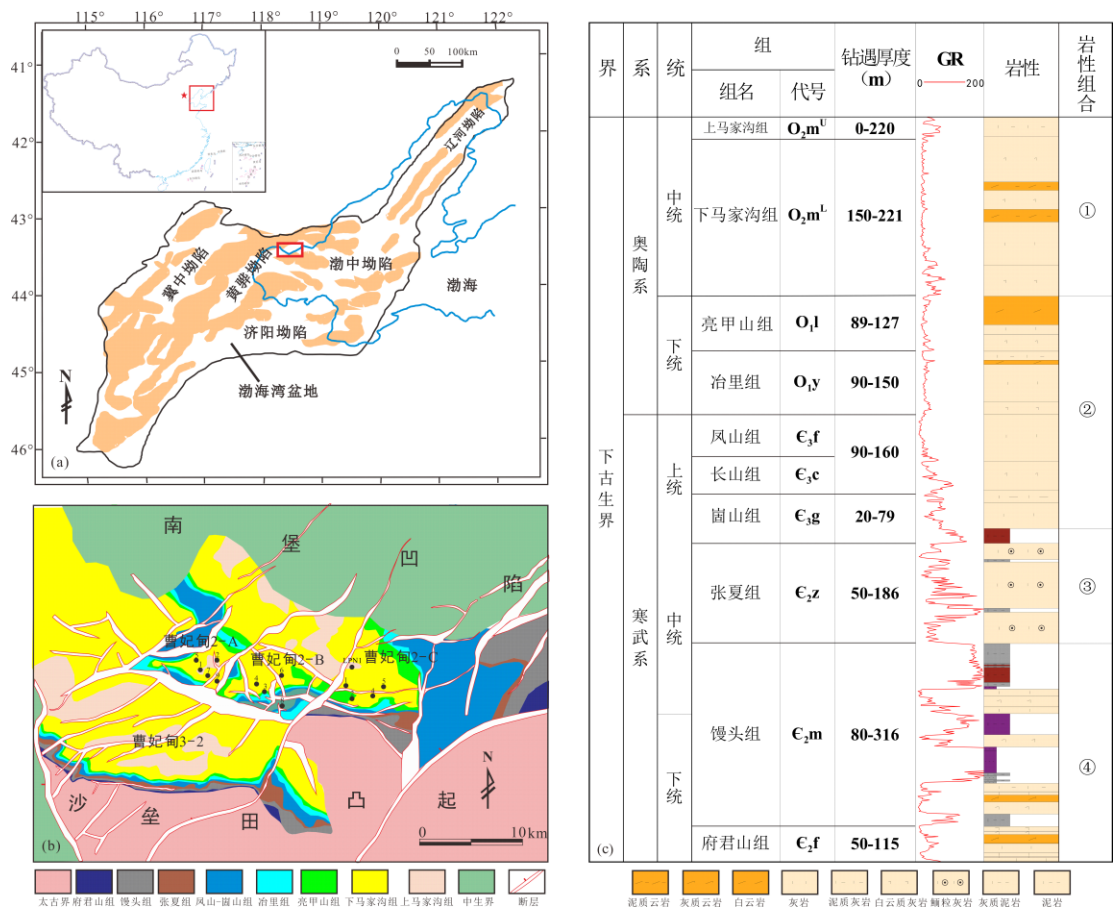 115° 116° 117° 118° 119° 120° 121° 122°
41°
42°
43°
44°
45°
46°
0 50 100km
辽河坳陷
冀中坳陷
黄骅坳陷
渤中坳陷
渤海
济阳坳陷
渤海湾盆地
N
(a)
南堡凹陷
曹妃甸2-A
曹妃甸2-B
曹妃甸2-C
LPN1
曹妃甸3-2
沙垒田凸起
N
0 10km
(b)
太古界 府君山组 馒头组 张夏组 凤山-崮山组 冶里组 亮甲山组 下马家沟组 上马家沟组 中生界 断层
界 系 统 组 钻遇厚度(m) GR 岩性 岩性组合
组名 代号 0 200
下古生界
奥陶系
中统
上马家沟组 O₂mᵁ 0-220
下马家沟组 O₂mᴸ 150-221
①
下统
亮甲山组 O₁l 89-127
冶里组 O₁y 90-150
②
寒武系
上统
凤山组 Є₃f 90-160
长山组 Є₃c
崮山组 Є₃g 20-79
中统
张夏组 Є₂z 50-186
③
馒头组 Є₂m 80-316
下统
④
府君山组 Є₂f 50-115
(c)
泥质云岩 灰质云岩 白云岩 灰岩 泥质灰岩 白云质灰岩 鲕粒灰岩 灰质泥岩 泥岩